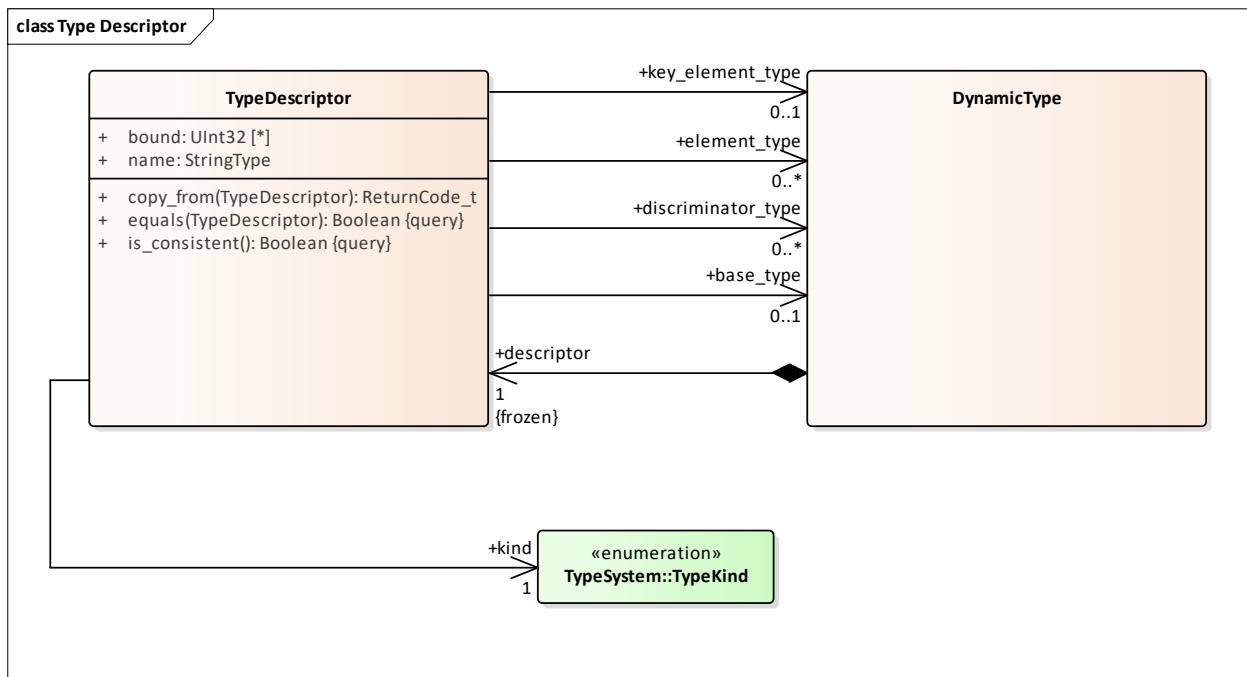 class Type Descriptor
TypeDescriptor
+ bound: UInt32 [*]
+ name: StringType
+ copy_from(TypeDescriptor): ReturnCode_t
+ equals(TypeDescriptor): Boolean {query}
+ is_consistent(): Boolean {query}
+key_element_type
0..1
+element_type
0..*
+discriminator_type
0..*
+base_type
0..1
+descriptor
1
{frozen}
DynamicType
+kind
1
«enumeration»
TypeSystem::TypeKind